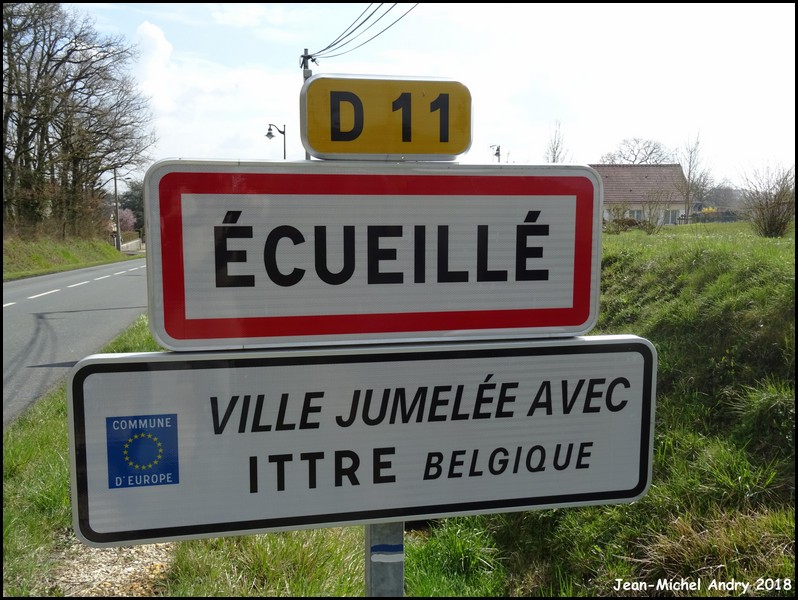 D 11
ÉCUEILLÉ
VILLE JUMELÉE AVEC
ITTRE BELGIQUE
COMMUNE
D'EUROPE
Jean-Michel Andry 2018